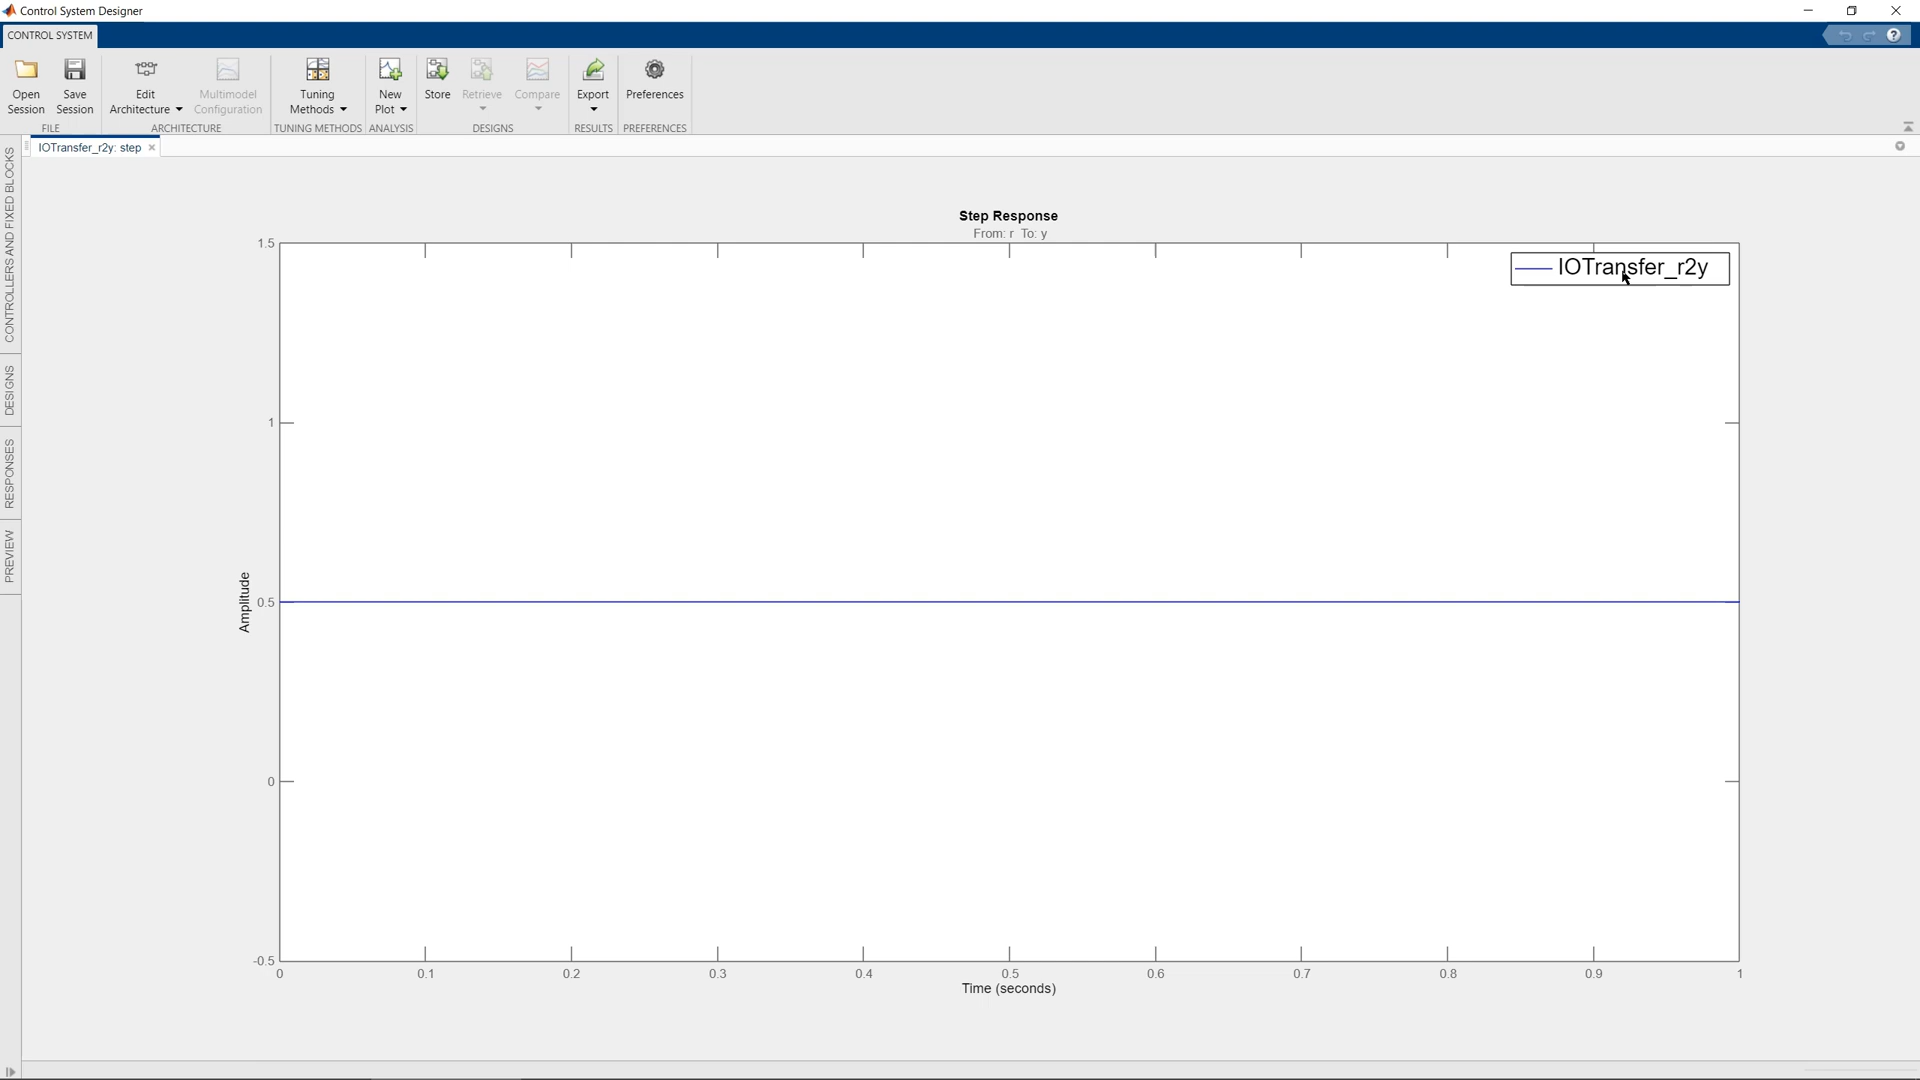 Control System Designer
CONTROL SYSTEM
?
Open Session
Save Session
Edit Architecture
Multimodel Configuration
Tuning Methods
New Plot
Store
Retrieve
Compare
Export
Preferences
FILE
ARCHITECTURE
TUNING METHODS
ANALYSIS
DESIGNS
RESULTS
PREFERENCES
IOTransfer_r2y: step
CONTROLLERS AND FIXED BLOCKS
DESIGNS
RESPONSES
PREVIEW
Step Response
From: r To: y
IOTransfer_r2y
1.5
1
0.5
0
-0.5
Amplitude
0 0.1 0.2 0.3 0.4 0.5 0.6 0.7 0.8 0.9 1
Time (seconds)